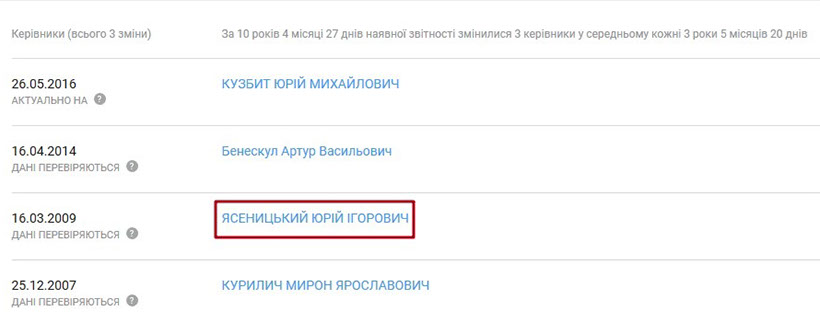 Керівники (всього 3 зміни) За 10 років 4 місяці 27 днів наявної звітності змінилися 3 керівники у середньому кожні 3 роки 5 місяців 20 днів
26.05.2016 КУЗБИТ ЮРІЙ МИХАЙЛОВИЧ
АКТУАЛЬНО НА ?
16.04.2014 Бенескул Артур Васильович
ДАНІ ПЕРЕВІРЯЮТЬСЯ ?
16.03.2009 ЯСЕНИЦЬКИЙ ЮРІЙ ІГОРОВИЧ
ДАНІ ПЕРЕВІРЯЮТЬСЯ ?
25.12.2007 КУРИЛИЧ МИРОН ЯРОСЛАВОВИЧ
ДАНІ ПЕРЕВІРЯЮТЬСЯ ?